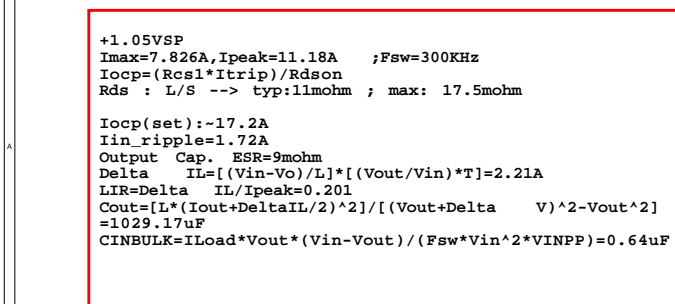 +1.05VSP
Imax=7.826A,Ipeak=11.18A ;Fsw=300KHz
Iocp=(Rcs1*Itrip)/Rdson
Rds : L/S --> typ:11mohm ; max: 17.5mohm
Iocp(set):~17.2A
Iin_ripple=1.72A
A
Output Cap. ESR=9mohm
Delta IL=[(Vin-Vo)/L]*[(Vout/Vin)*T]=2.21A
LIR=Delta IL/Ipeak=0.201
Cout=[L*(Iout+DeltaIL/2)^2]/[(Vout+Delta V)^2-Vout^2]
=1029.17uF
CINBULK=ILoad*Vout*(Vin-Vout)/(Fsw*Vin^2*VINPP)=0.64uF